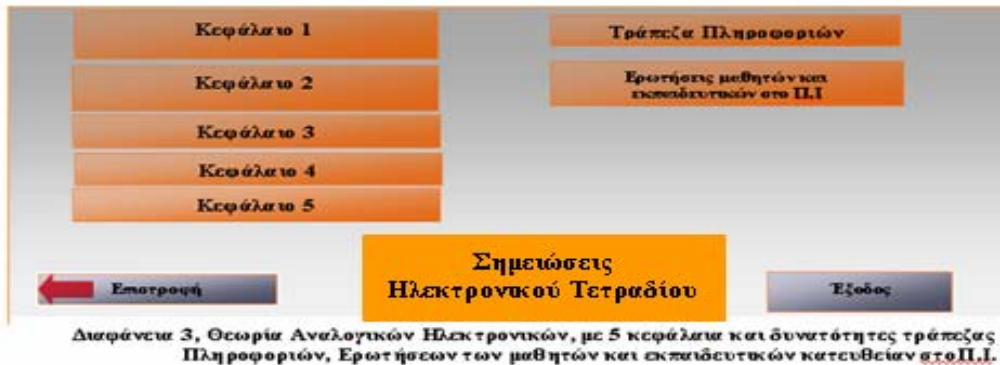 Κεφάλαιο 1
Κεφάλαιο 2
Κεφάλαιο 3
Κεφάλαιο 4
Κεφάλαιο 5
Τράπεζα Πληροφοριών
Ερωτήσεις μαθητών και
εκπαιδευτικών στο Π.Ι
Επιστροφή
Σημειώσεις
Ηλεκτρονικού Τετραδίου
Έξοδος
Διαφάνεια 3, Θεωρία Αναλογικών Ηλεκτρονικών, με 5 κεφάλαια και δυνατότητες τράπεζας
Πληροφοριών, Ερωτήσεων των μαθητών και εκπαιδευτικών κατευθείαν στο Π.Ι.